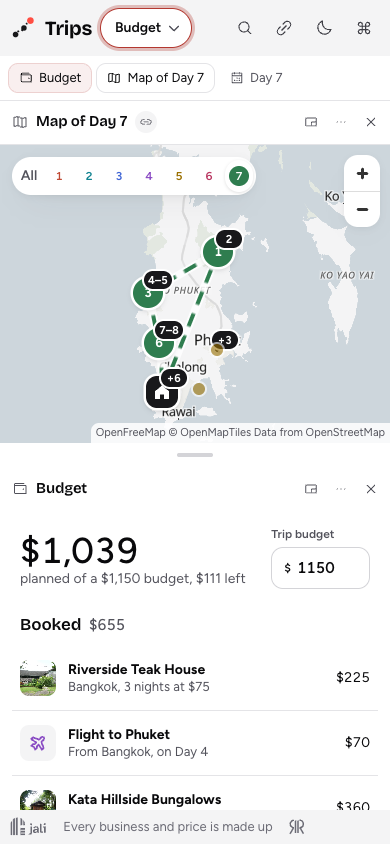 Trips
Budget
⌘
Budget
Map of Day 7
Day 7
Map of Day 7
All 1 2 3 4 5 6 7
+
−
Ko
KO YAO YAI
1
2
3
4–5
PHUK T
6
7–8
Ph
+3
+6
along
Rawai
OpenFreeMap © OpenMapTiles Data from OpenStreetMap
Budget
$1,039
planned of a $1,150 budget, $111 left
Trip budget
$ 1150
Booked $655
Riverside Teak House
Bangkok, 3 nights at $75
$225
Flight to Phuket
From Bangkok, on Day 4
$70
Kata Hillside Bungalows
$360
jali
Every business and price is made up